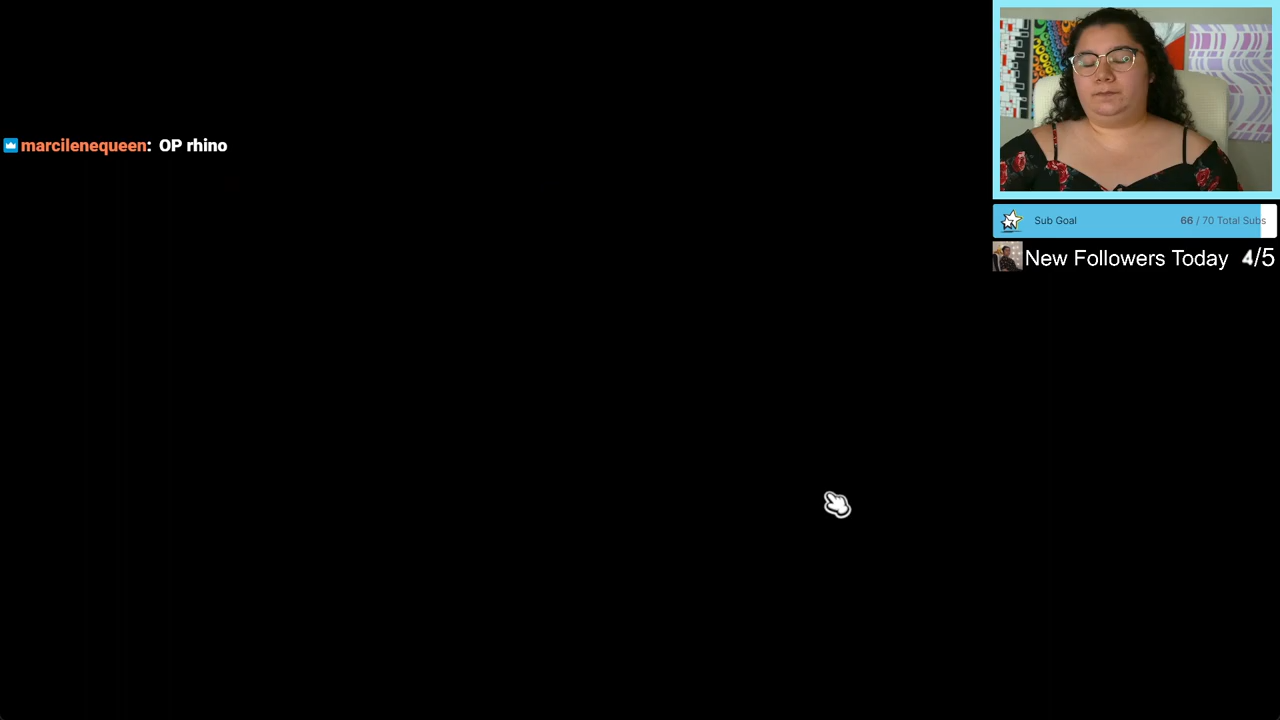 marcilenequeen: OP rhino
Sub Goal 66 / 70 Total Subs
New Followers Today 4/5